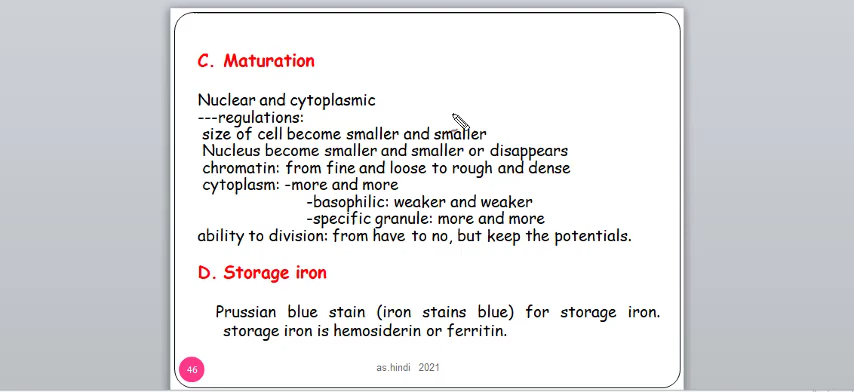 C. Maturation
Nuclear and cytoplasmic
---regulations:
size of cell become smaller and smaller
Nucleus become smaller and smaller or disappears
chromatin: from fine and loose to rough and dense
cytoplasm: -more and more
-basophilic: weaker and weaker
-specific granule: more and more
ability to division: from have to no, but keep the potentials.
D. Storage iron
Prussian blue stain (iron stains blue) for storage iron.
storage iron is hemosiderin or ferritin.
46
as.hindi 2021